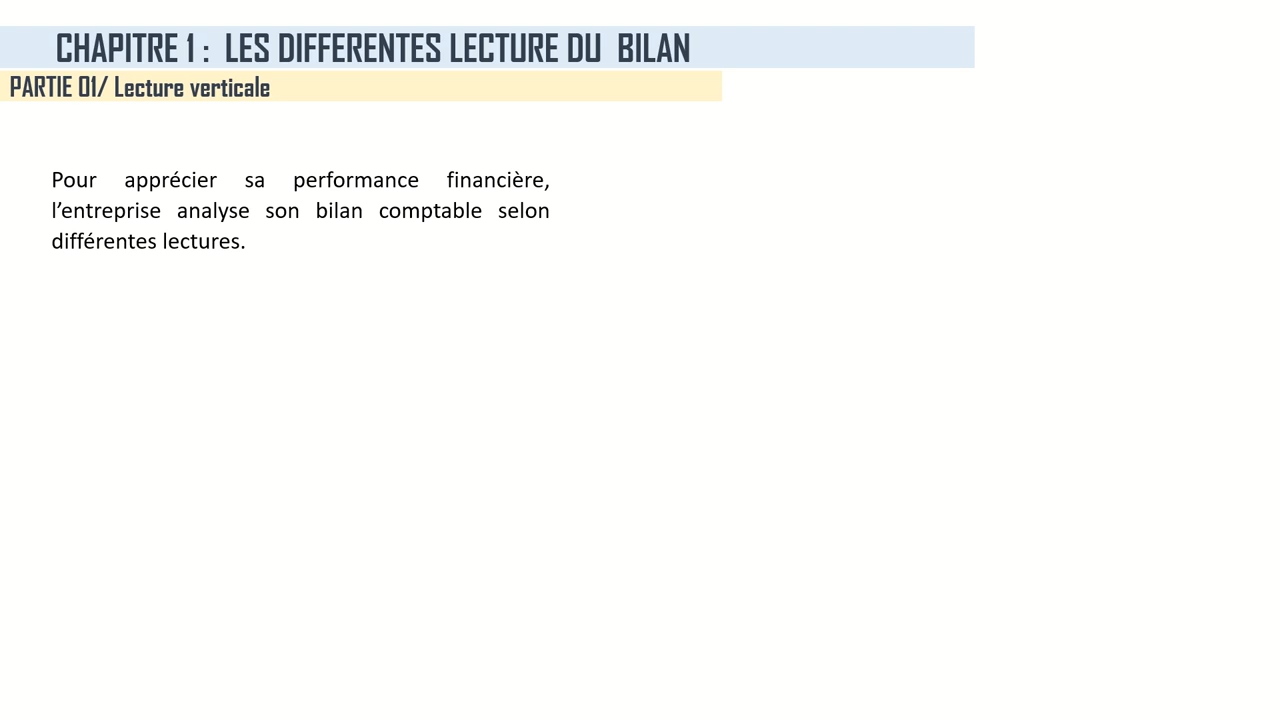 CHAPITRE 1 : LES DIFFERENTES LECTURE DU BILAN
PARTIE 01/ Lecture verticale
Pour apprécier sa performance financière,
l’entreprise analyse son bilan comptable selon
différentes lectures.